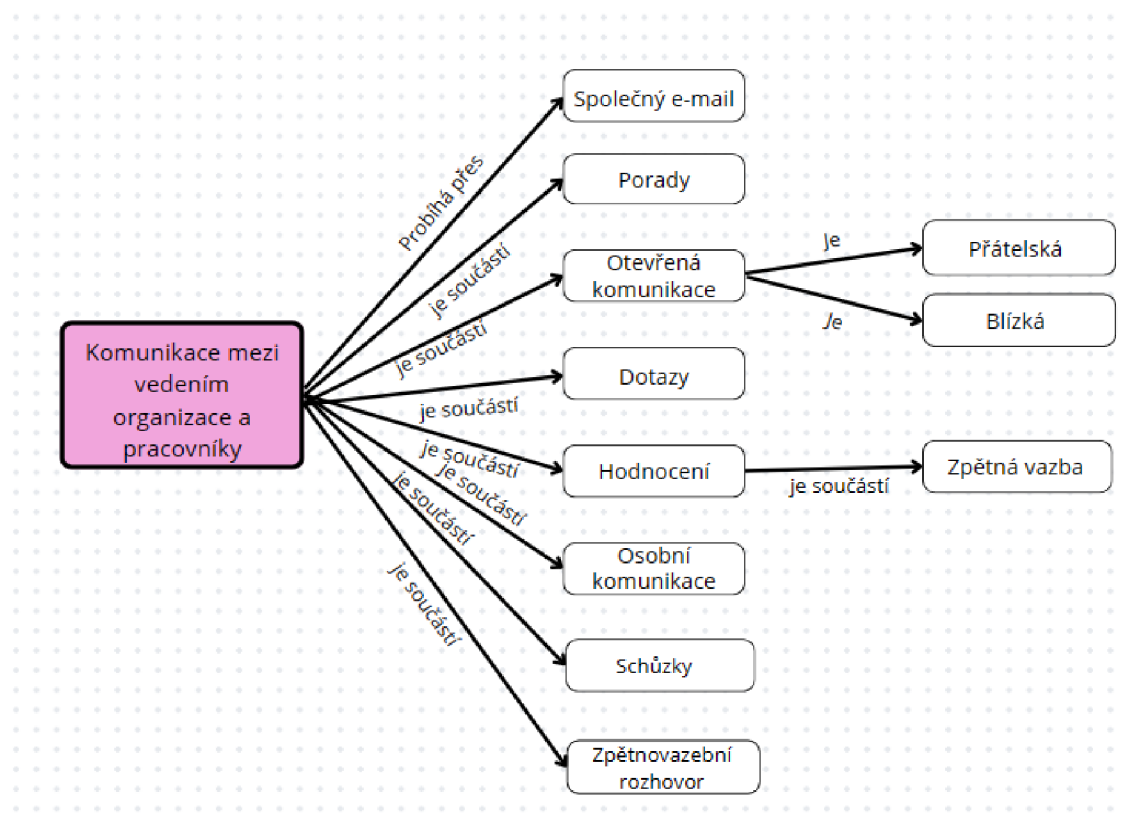 Komunikace mezi
vedením
organizace a
pracovníky
Probíhá přes
Společný e-mail
je součástí
Porady
je součástí
Otevřená
komunikace
Je
Přátelská
Je
Blízká
je součástí
Dotazy
je součástí
Hodnocení
je součástí
Zpětná vazba
je součástí
Osobní
komunikace
je součástí
Schůzky
je součástí
Zpětnovazební
rozhovor